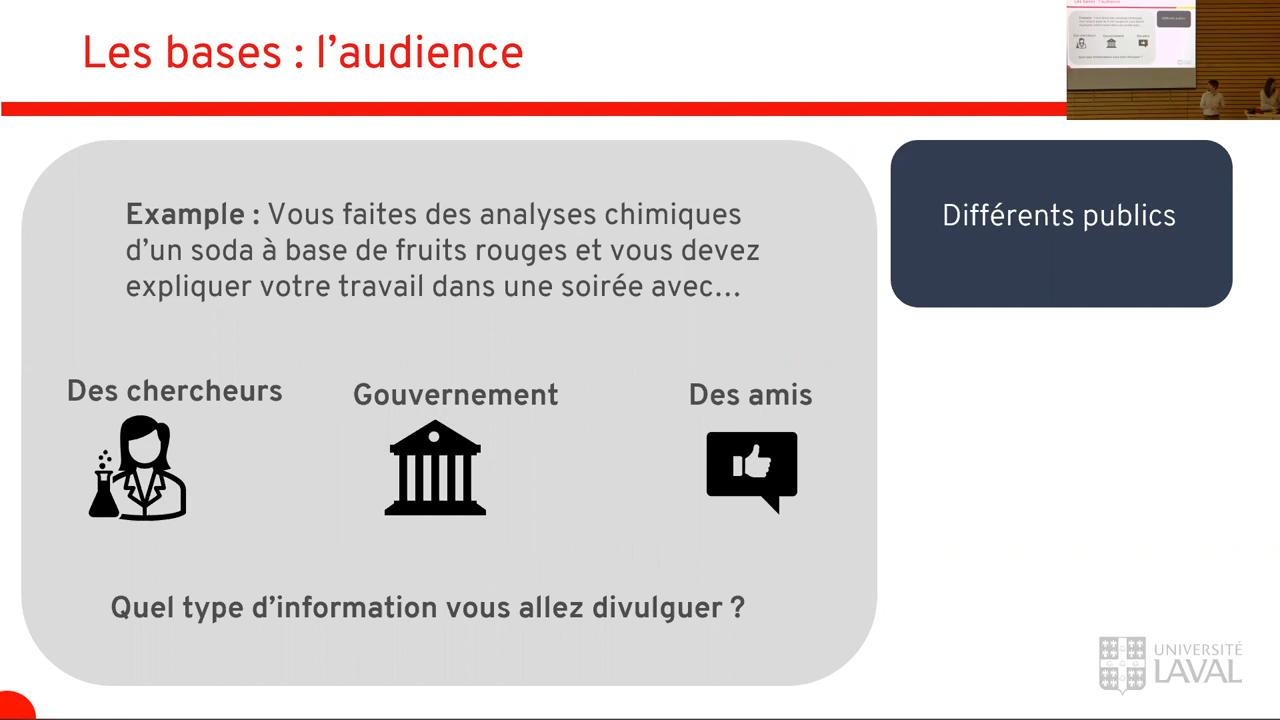 Les bases : l’audience
Example : Vous faites des analyses chimiques
d’un soda à base de fruits rouges et vous devez
expliquer votre travail dans une soirée avec...
Différents publics
Des chercheurs
Gouvernement
Des amis
Quel type d’information vous allez divulguer ?
UNIVERSITÉ
LAVAL